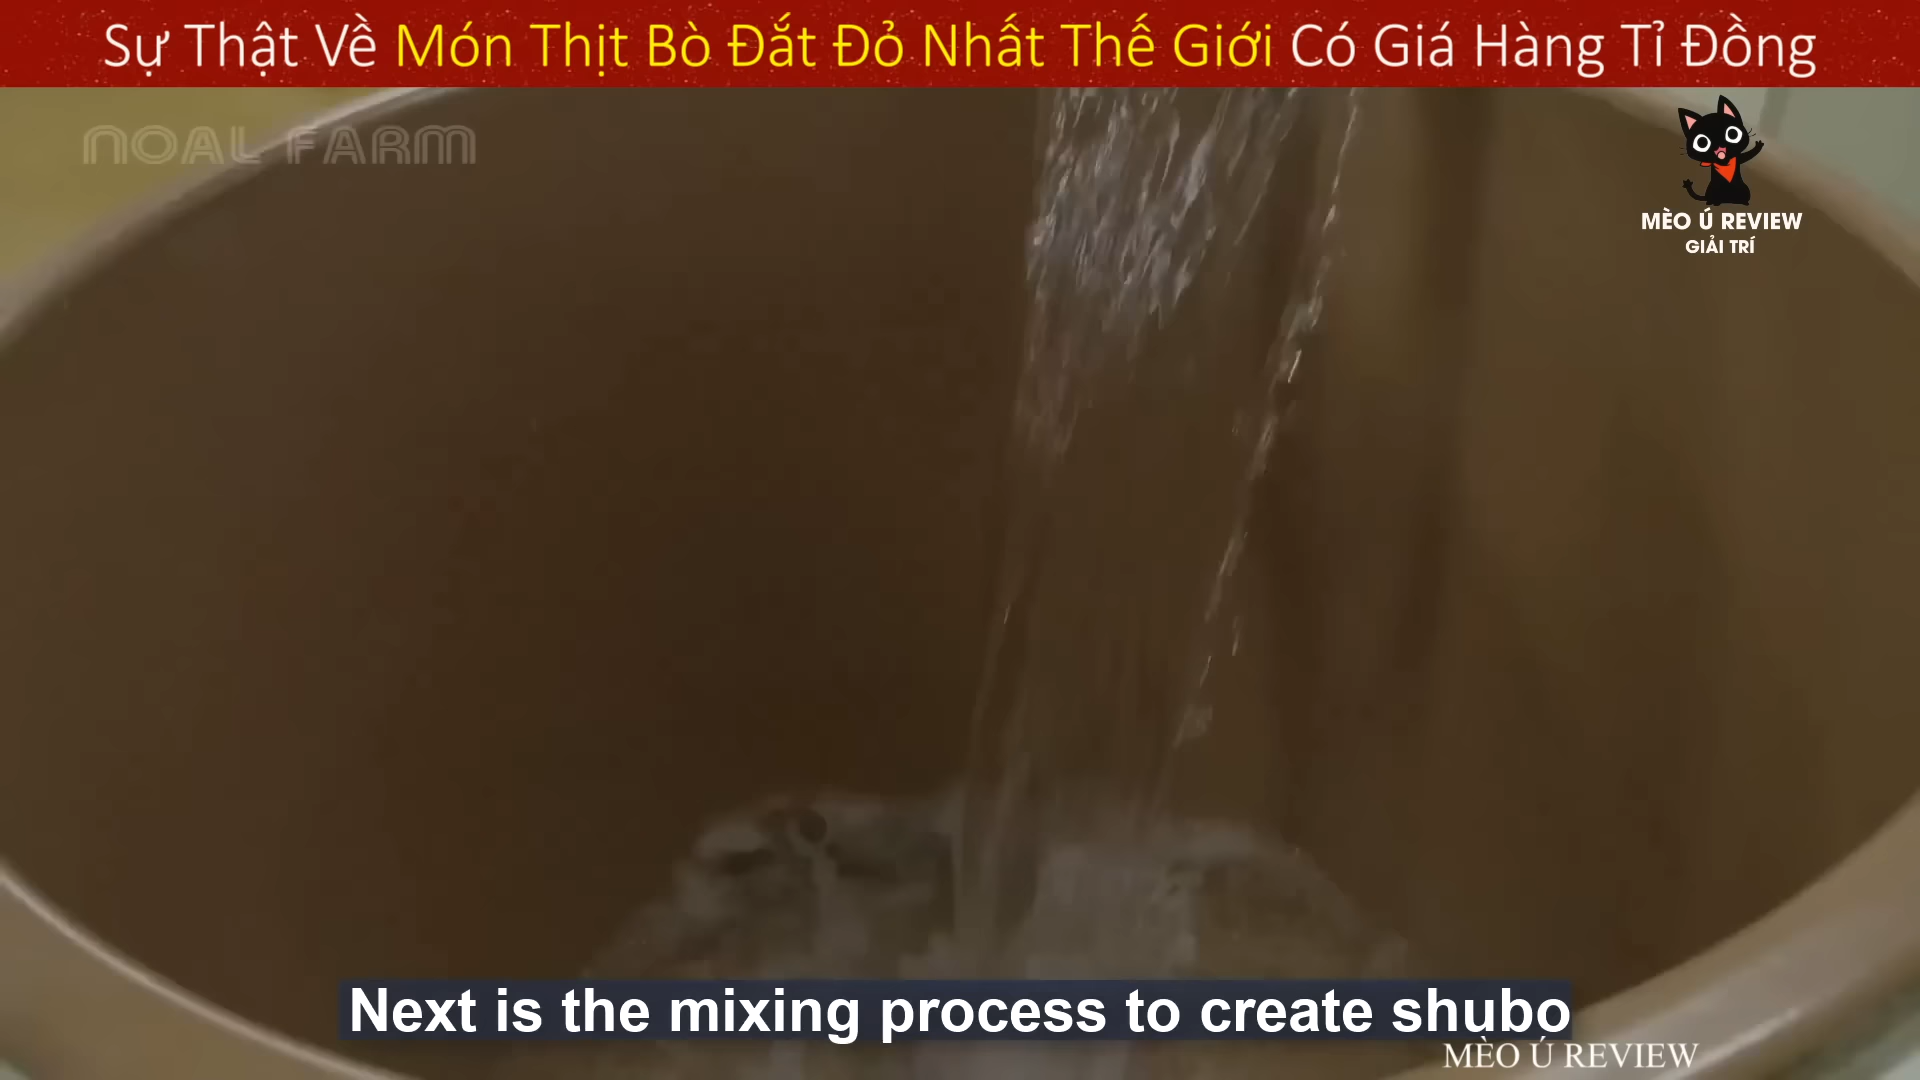 Sự Thật Về Món Thịt Bò Đắt Đỏ Nhất Thế Giới Có Giá Hàng Tỉ Đồng
NOAL FARM
MÈO Ú REVIEW
GIẢI TRÍ
Next is the mixing process to create shubo
MÈO Ú REVIEW